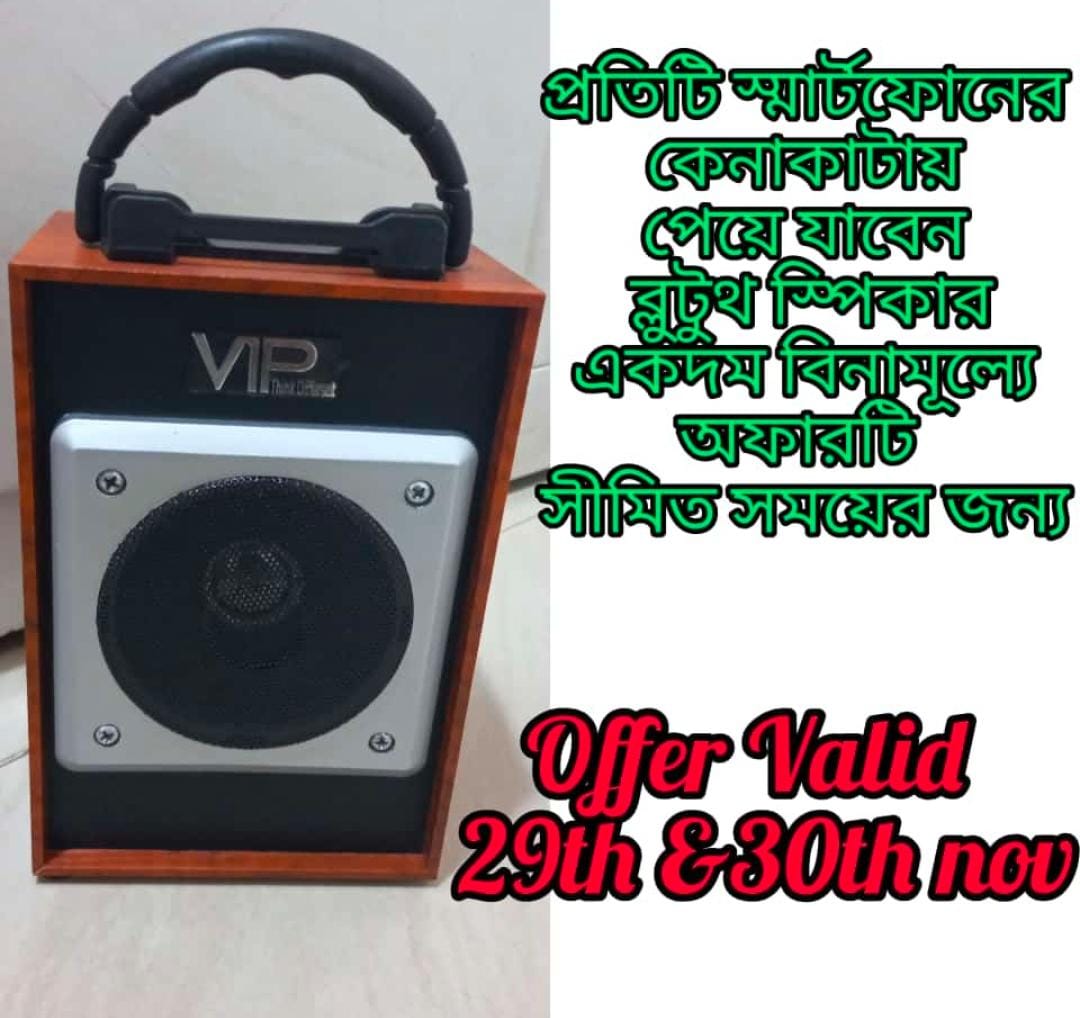 VIP
প্রতিটি স্মার্টফোনের
কেনাকাটায়
পেয়ে যাবেন
ব্লুটুথ স্পিকার
একদম বিনামূল্যে
অফারটি
সীমিত সময়ের জন্য
Offer Valid
29th &30th nov